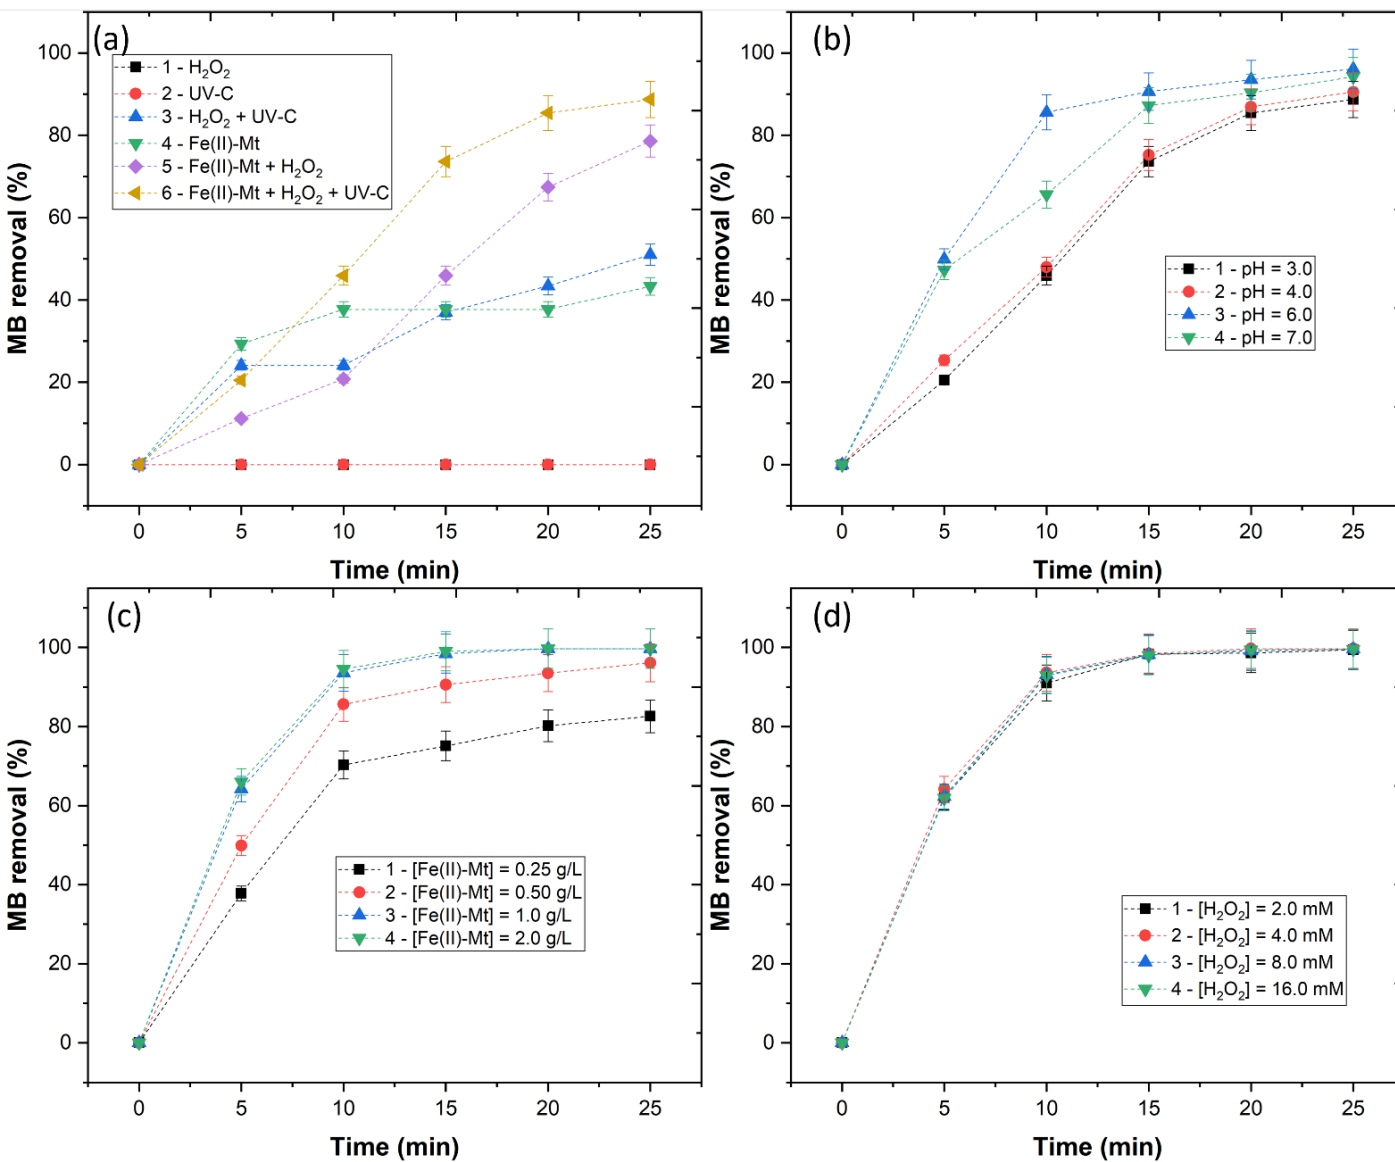 (a)
1 - H₂O₂
2 - UV-C
3 - H₂O₂ + UV-C
4 - Fe(II)-Mt
5 - Fe(II)-Mt + H₂O₂
6 - Fe(II)-Mt + H₂O₂ + UV-C
MB removal (%)
100
80
60
40
20
0
0 5 10 15 20 25
Time (min)
(b)
1 - pH = 3.0
2 - pH = 4.0
3 - pH = 6.0
4 - pH = 7.0
MB removal (%)
100
80
60
40
20
0
0 5 10 15 20 25
Time (min)
(c)
1 - [Fe(II)-Mt] = 0.25 g/L
2 - [Fe(II)-Mt] = 0.50 g/L
3 - [Fe(II)-Mt] = 1.0 g/L
4 - [Fe(II)-Mt] = 2.0 g/L
MB removal (%)
100
80
60
40
20
0
0 5 10 15 20 25
Time (min)
(d)
1 - [H₂O₂] = 2.0 mM
2 - [H₂O₂] = 4.0 mM
3 - [H₂O₂] = 8.0 mM
4 - [H₂O₂] = 16.0 mM
MB removal (%)
100
80
60
40
20
0
0 5 10 15 20 25
Time (min)